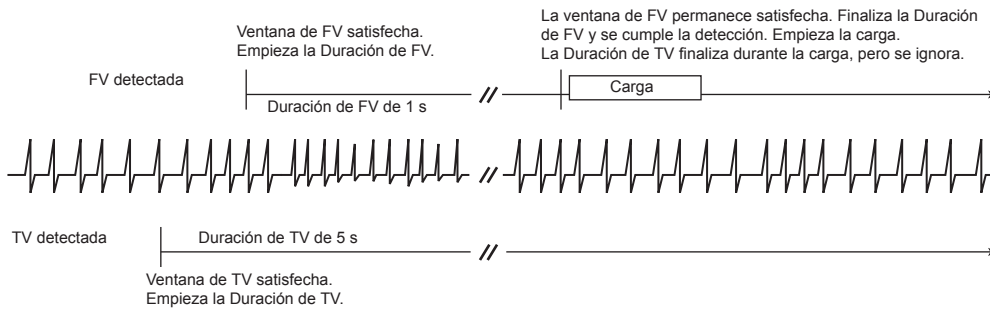 Ventana de FV satisfecha.
Empieza la Duración de FV.
La ventana de FV permanece satisfecha. Finaliza la Duración
de FV y se cumple la detección. Empieza la carga.
La Duración de TV finaliza durante la carga, pero se ignora.
FV detectada
Carga
Duración de FV de 1 s
TV detectada
Duración de TV de 5 s
Ventana de TV satisfecha.
Empieza la Duración de TV.